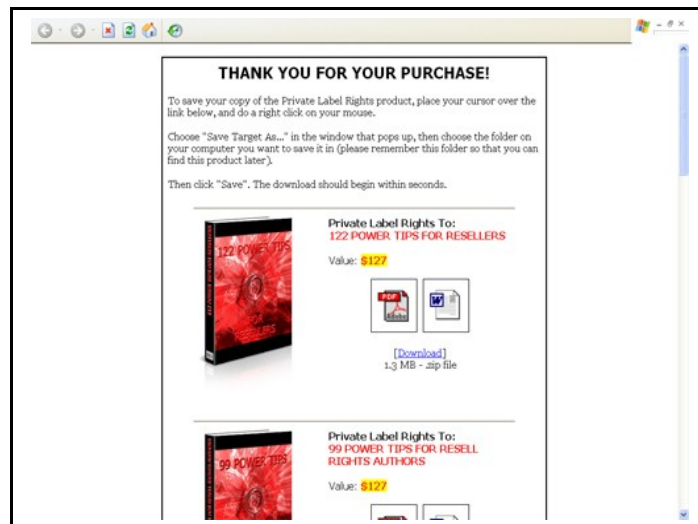 THANK YOU FOR YOUR PURCHASE!
To save your copy of the Private Label Rights product, place your cursor over the
link below, and do a right click on your mouse.
Choose "Save Target As..." in the window that pops up, then choose the folder on
your computer you want to save it in (please remember this folder so that you can
find this product later).
Then click "Save". The download should begin within seconds.
Private Label Rights To:
122 POWER TIPS FOR RESELLERS
Value: $127
122 POWER TIPS
FOR
RESELLERS
PDF
Adobe
W
[Download]
1.3 MB - .zip file
Private Label Rights To:
99 POWER TIPS FOR RESELL
RIGHTS AUTHORS
Value: $127
99 POWER TIPS